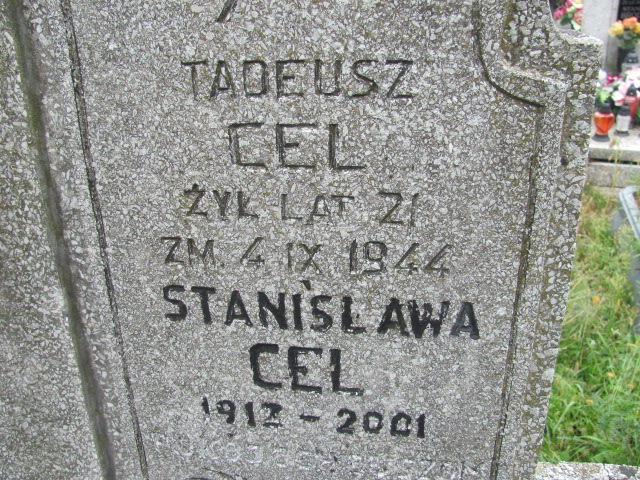 TADEUSZ
CEL
ŻYŁ LAT 21
ZM. 4 IX 1944
STANISŁAWA
CEL
1912 - 2001